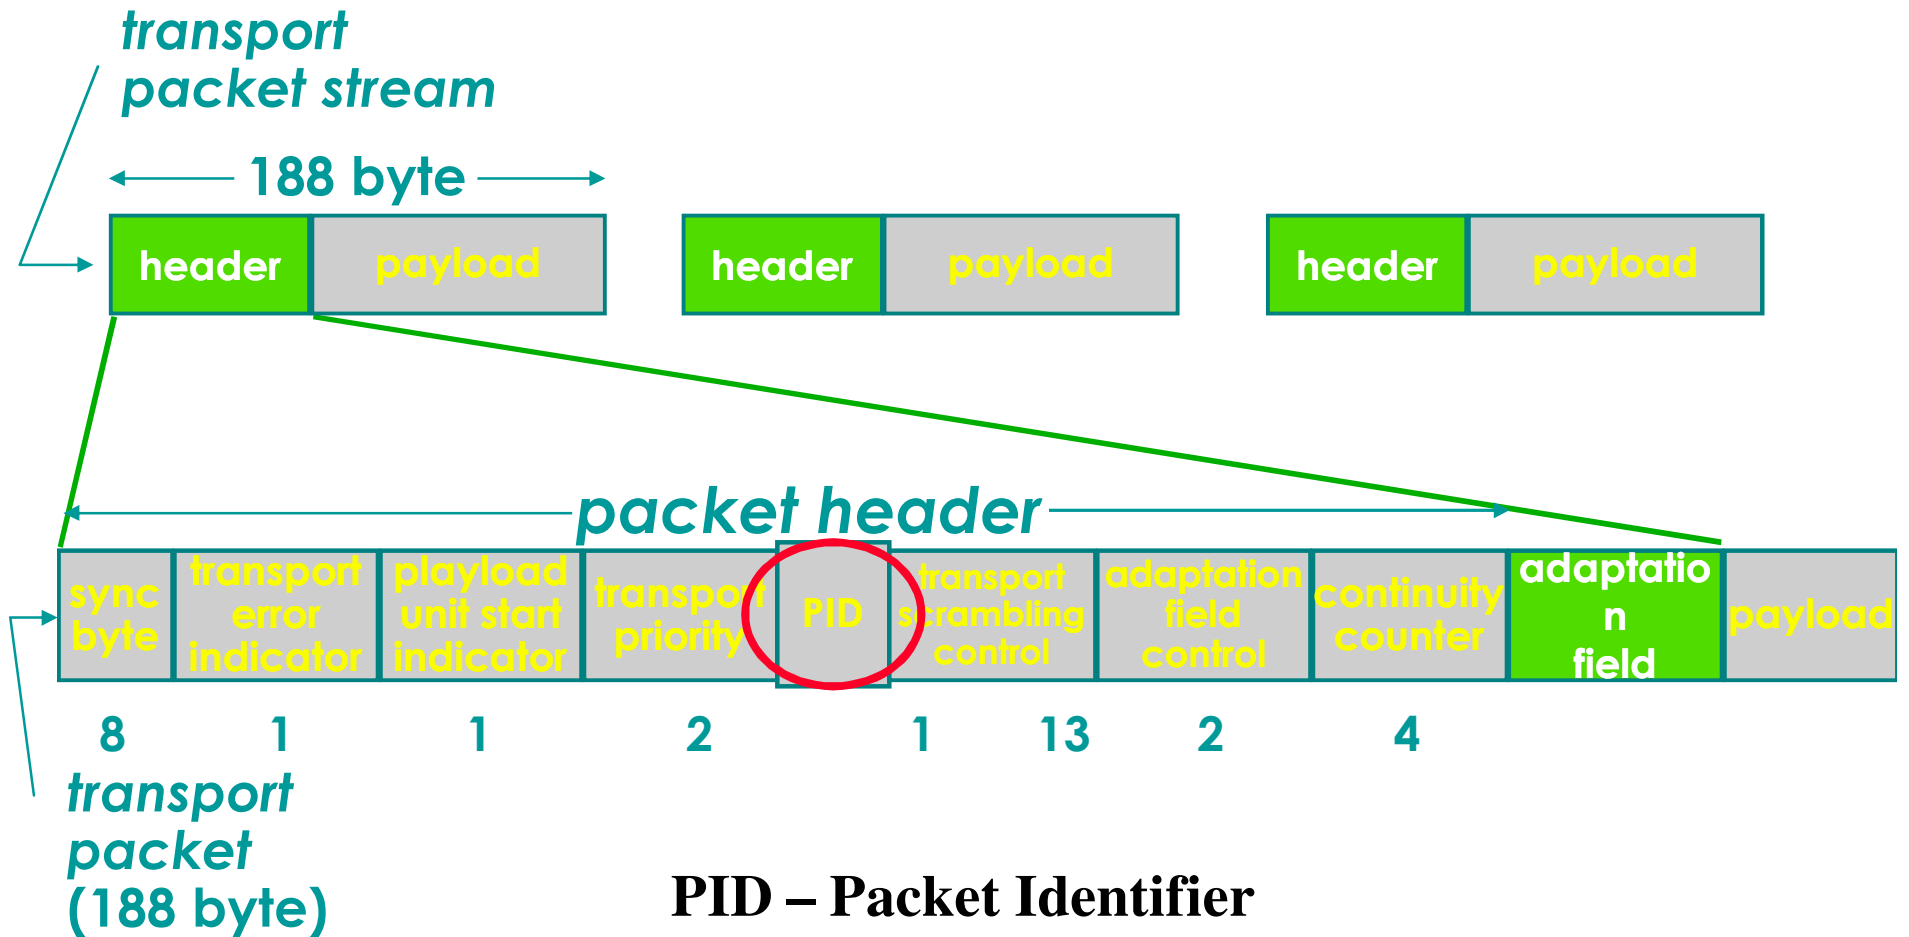 transport
packet stream
188 byte
header
payload
header
payload
header
payload
packet header
sync
byte
transport
error
indicator
playload
unit start
indicator
transport
priority
PID
transport
scrambling
control
adaptation
field
control
continuity
counter
adaptatio
n
field
payload
8 1 1 2 1 13 2 4
transport
packet
(188 byte)
PID – Packet Identifier